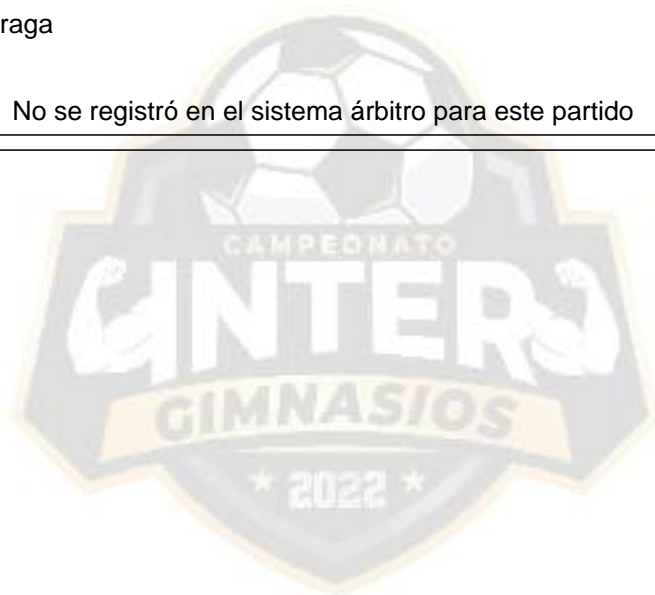 raga
No se registró en el sistema árbitro para este partido
CAMPEONATO
INTER
GIMNASIOS
* 2022 *